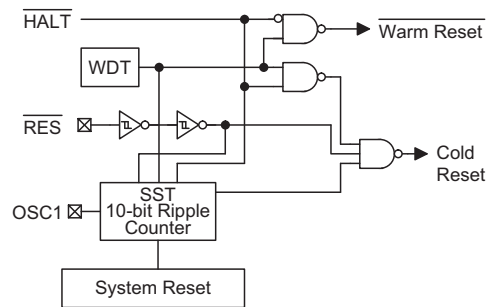 HALT
Warm Reset
WDT
RES
Cold
Reset
SST
10-bit Ripple
Counter
OSC1
System Reset